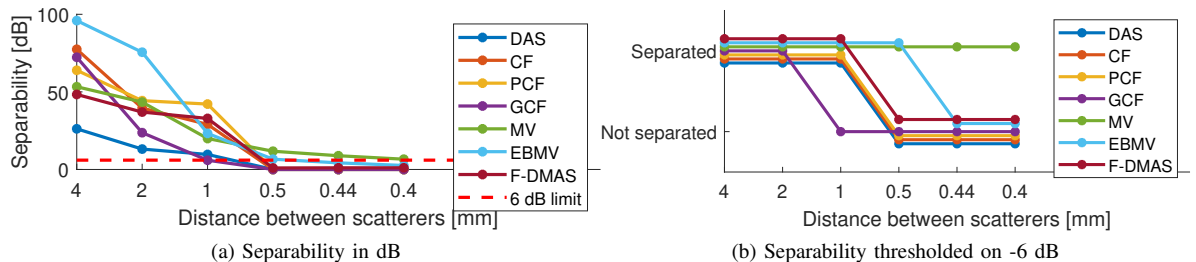 Separability [dB]
100
50
0
4
2
1
0.5
0.44
0.4
Distance between scatterers [mm]
DAS
CF
PCF
GCF
MV
EBMV
F-DMAS
6 dB limit
(a) Separability in dB
Separated
Not separated
4
2
1
0.5
0.44
0.4
Distance between scatterers [mm]
DAS
CF
PCF
GCF
MV
EBMV
F-DMAS
(b) Separability thresholded on -6 dB